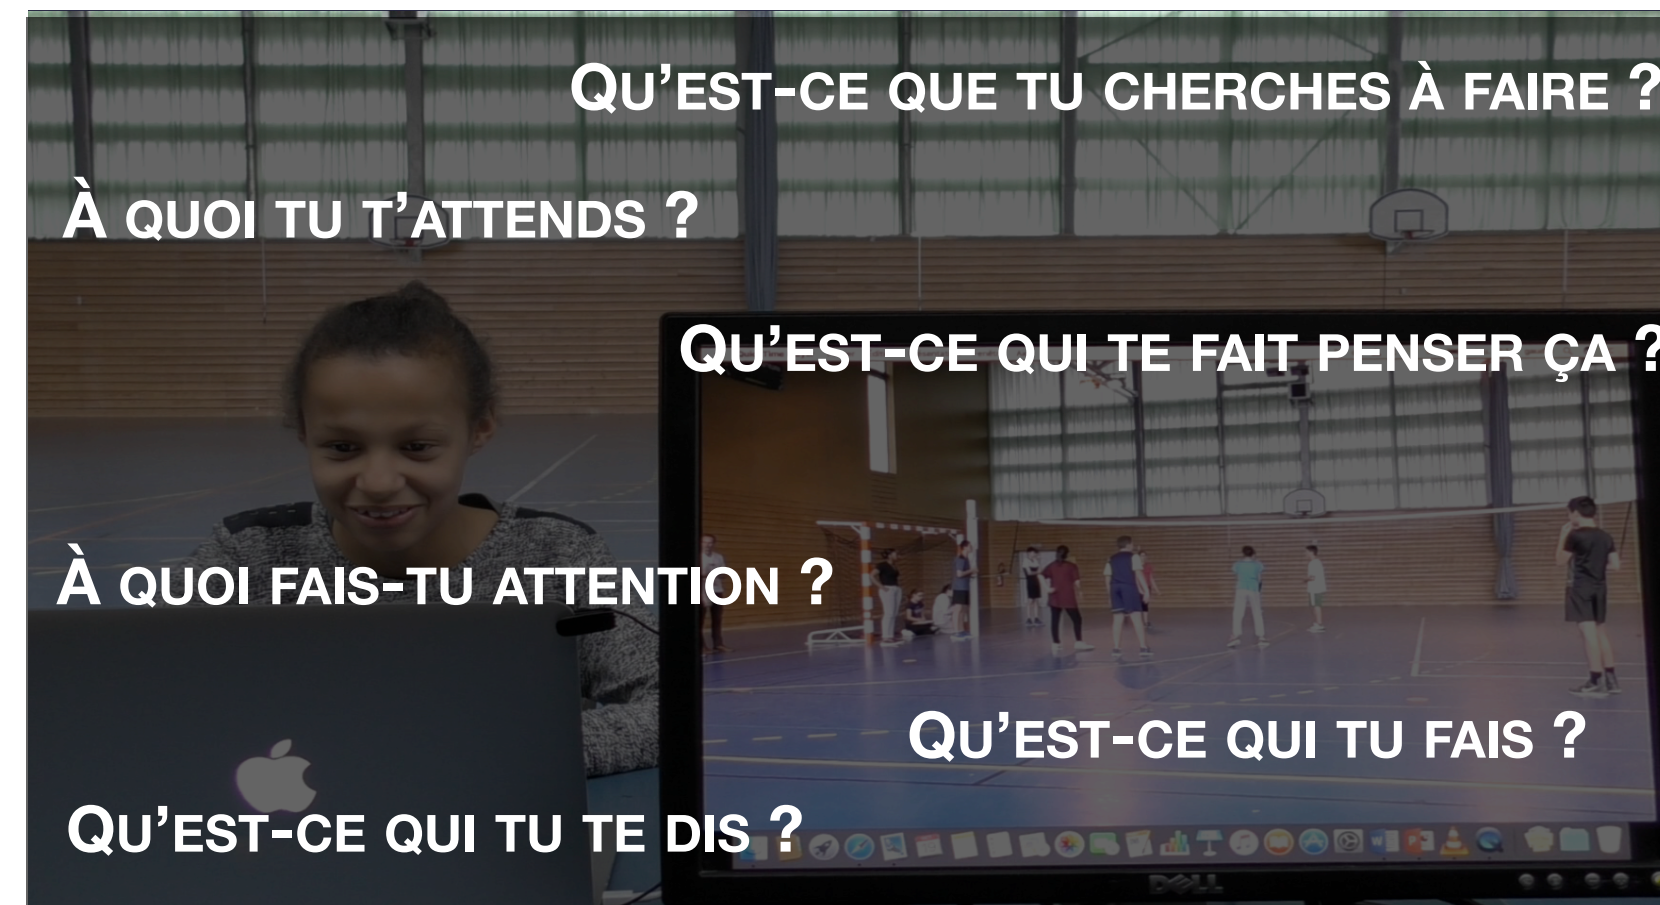 QU'EST-CE QUE TU CHERCHES À FAIRE ?
À QUOI TU T'ATTENDS ?
QU'EST-CE QUI TE FAIT PENSER ÇA ?
À QUOI FAIS-TU ATTENTION ?
QU'EST-CE QUI TU FAIS ?
QU'EST-CE QUI TU TE DIS ?
DELL